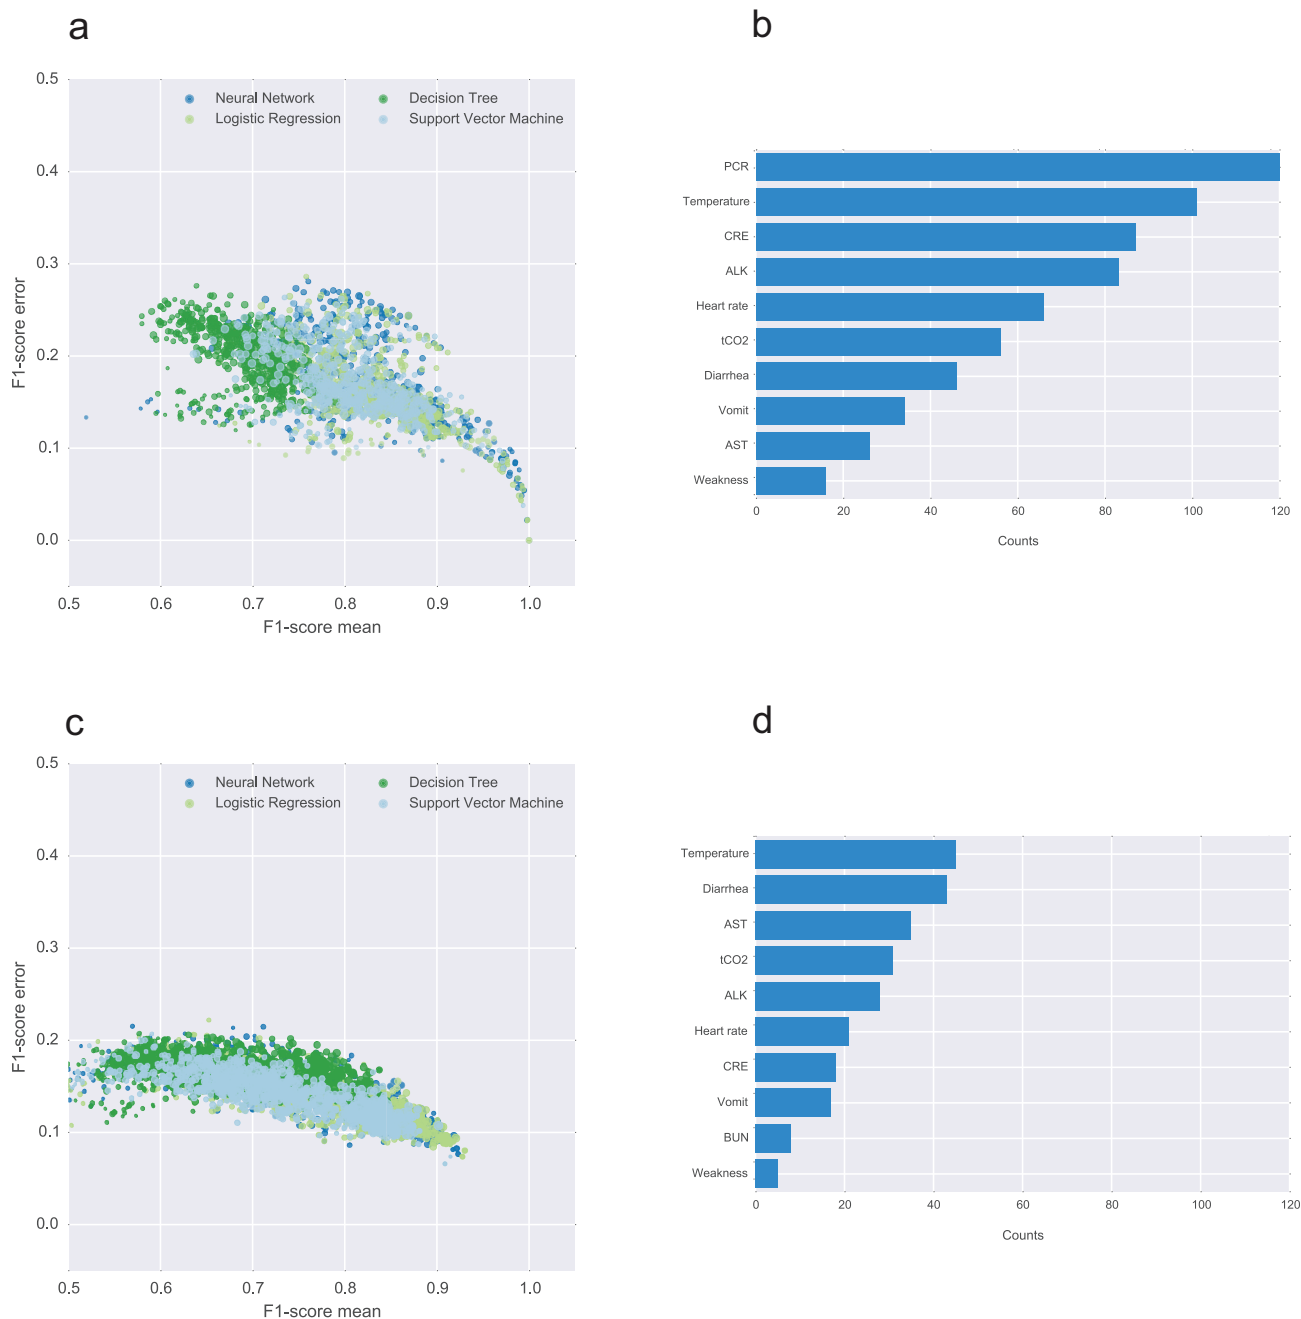 a
0.5
0.4
0.3
0.2
0.1
0.0
F1-score error
Neural Network
Decision Tree
Logistic Regression
Support Vector Machine
0.5 0.6 0.7 0.8 0.9 1.0
F1-score mean
b
PCR
Temperature
CRE
ALK
Heart rate
tCO2
Diarrhea
Vomit
AST
Weakness
0 20 40 60 80 100 120
Counts
c
0.5
0.4
0.3
0.2
0.1
0.0
F1-score error
Neural Network
Decision Tree
Logistic Regression
Support Vector Machine
0.5 0.6 0.7 0.8 0.9 1.0
F1-score mean
d
Temperature
Diarrhea
AST
tCO2
ALK
Heart rate
CRE
Vomit
BUN
Weakness
0 20 40 60 80 100 120
Counts